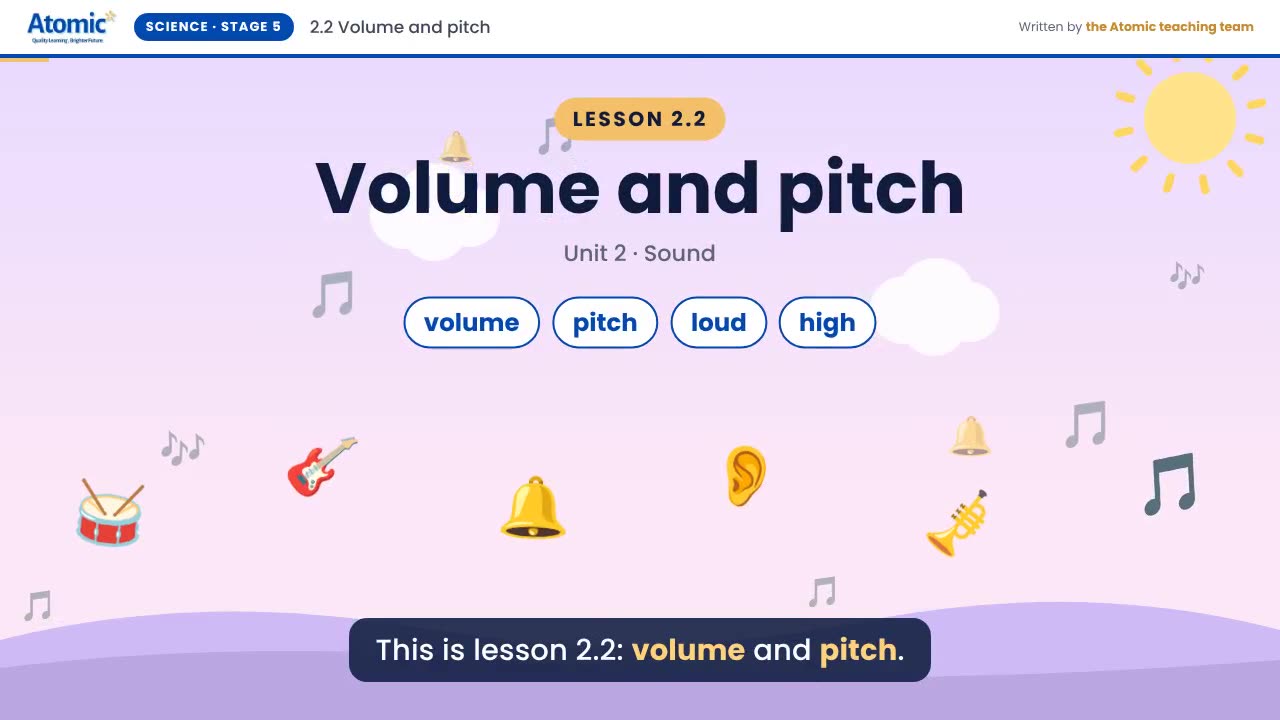 Atomic
Quality Learning. Brighter Future.
SCIENCE · STAGE 5
2.2 Volume and pitch
Written by the Atomic teaching team
LESSON 2.2
Volume and pitch
Unit 2 · Sound
volume
pitch
loud
high
This is lesson 2.2: volume and pitch.